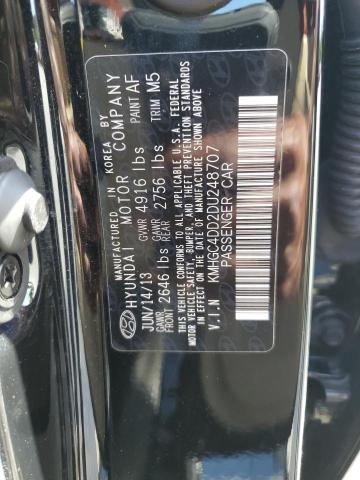 MANUFACTURED IN KOREA BY
HYUNDAI MOTOR COMPANY
JUN/14/13 GVWR 4916 lbs PAINT AF
GAWR FRONT 2646 lbs GAWR REAR 2756 lbs TRIM M5
THIS VEHICLE CONFORMS TO ALL APPLICABLE U.S.A. FEDERAL
MOTOR VEHICLE SAFETY, BUMPER, AND THEFT PREVENTION STANDARDS
IN EFFECT ON THE DATE OF MANUFACTURE SHOWN ABOVE
V.I.N KMHGC4DD2DU248707
PASSENGER CAR